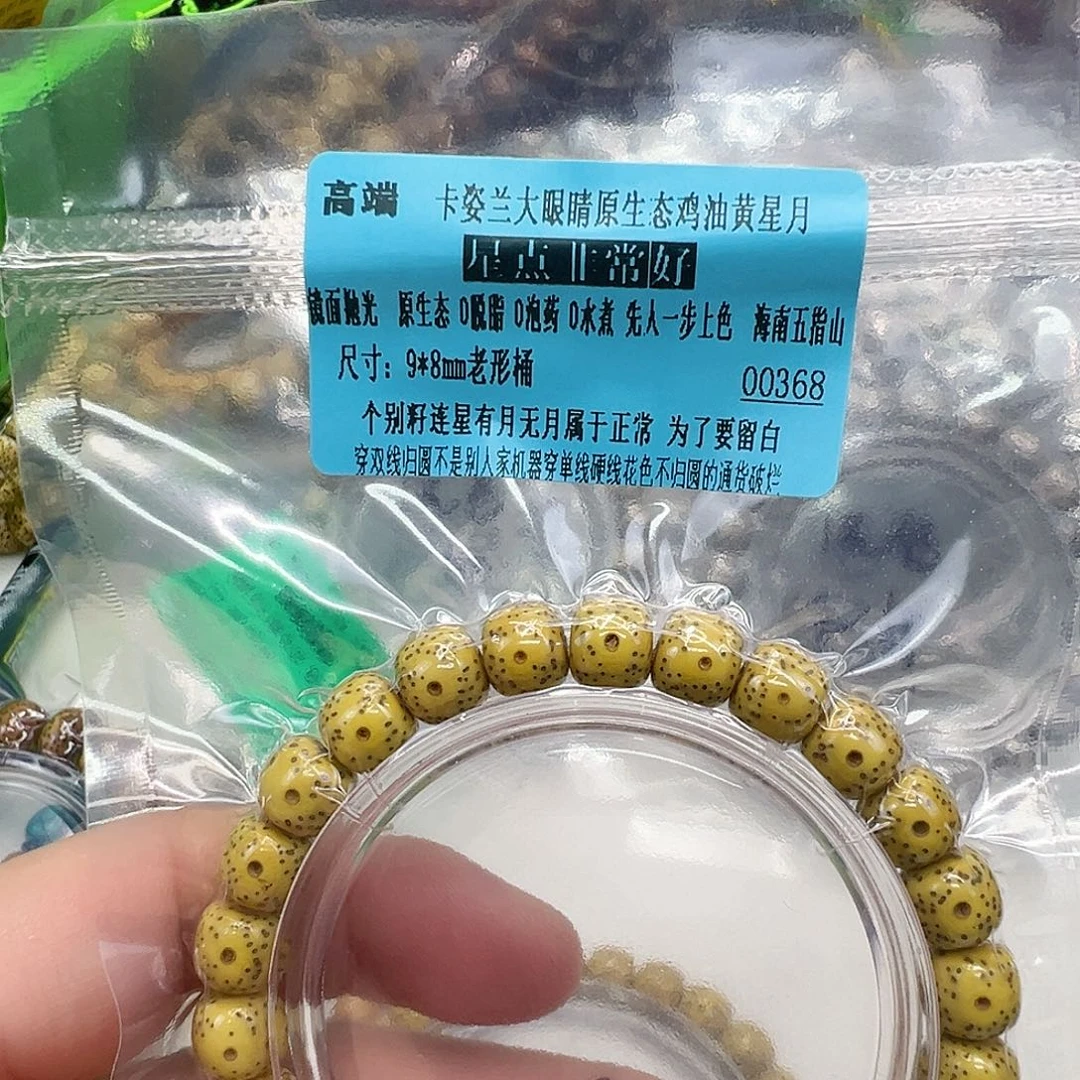 高端 卡姿兰大眼睛原生态鸡油黄星月
星点非常好
镜面抛光 原生态 0脱脂 0泡药 0水煮 先人一步上色 海南五指山
尺寸：9*8mm老形桶
00368
个别籽连星有月无月属于正常 为了要留白
穿双线归圆不是别人家机器穿单线硬线花色不归圆的通货破烂